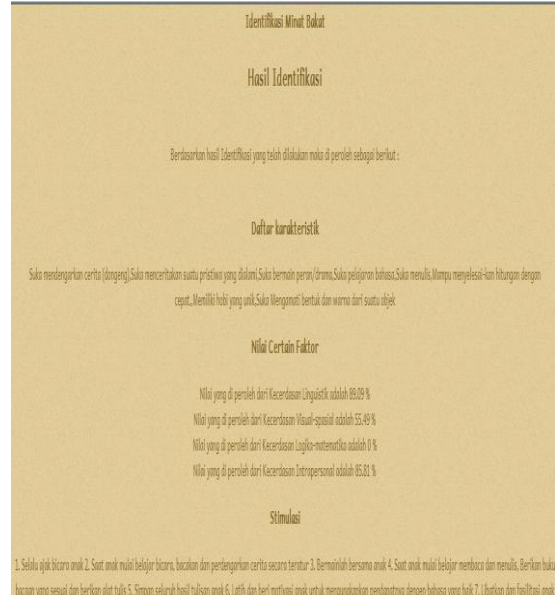 Identifikasi Minat Bakat
Hasil Identifikasi
Berdasarkan hasil Identifikasi yang telah dilakukan maka di peroleh sebagai berikut :
Daftar karakteristik
Suka mendengarkan cerita (dongeng),Suka menceritakan suatu pristiwa yang dialami,Suka bermain peran/drama,Suka pelajaran bahasa,Suka menulis,Mampu menyelesai-kan hitungan dengan
cepat,,Memiliki hobi yang unik,Suka Mengamati bentuk dan warna dari suatu objek
Nilai Certain Faktor
Nilai yang di peroleh dari Kecerdasan Linguistik adalah 89.09 %
Nilai yang di peroleh dari Kecerdasan Visual-spasial adalah 55.49 %
Nilai yang di peroleh dari Kecerdasan Logika-matematika adalah 0 %
Nilai yang di peroleh dari Kecerdasan Intrapersonal adalah 85.81 %
Stimulasi
1. Selalu ajak bicara anak 2. Saat anak mulai belajar bicara, bacakan dan perdengarkan carita secara teratur 3. Bermainlah bersama anak 4. Saat anak mulai belajar membaca dan menulis, Berikan buku
bacaan yang sesuai dan berikan alat tulis 5. Simpan seluruh hasil tulisan anak 6. Latih dan beri motivasi anak untuk mengungkapkan pendapatnya dengan bahasa yang baik 7. Libatkan dan fasilitasi anak